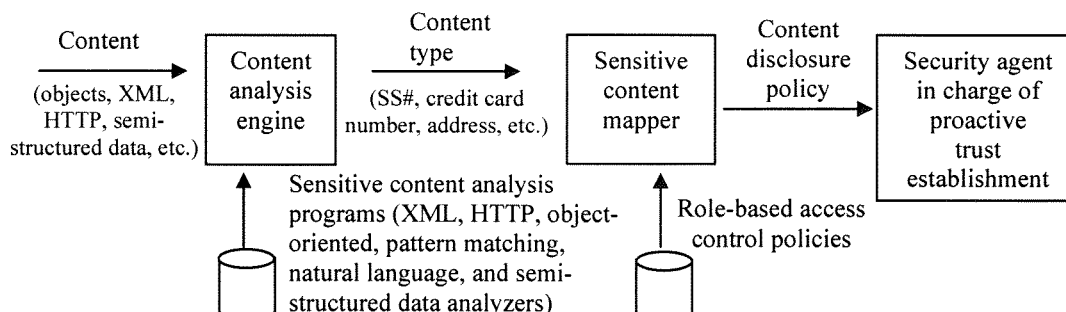 Content
(objects, XML,
HTTP, semi-
structured data, etc.)
Content
analysis
engine
Content
type
(SS#, credit card
number, address, etc.)
Sensitive
content
mapper
Content
disclosure
policy
Security agent
in charge of
proactive
trust
establishment
Sensitive content analysis
programs (XML, HTTP, object-
oriented, pattern matching,
natural language, and semi-
structured data analyzers)
Role-based access
control policies